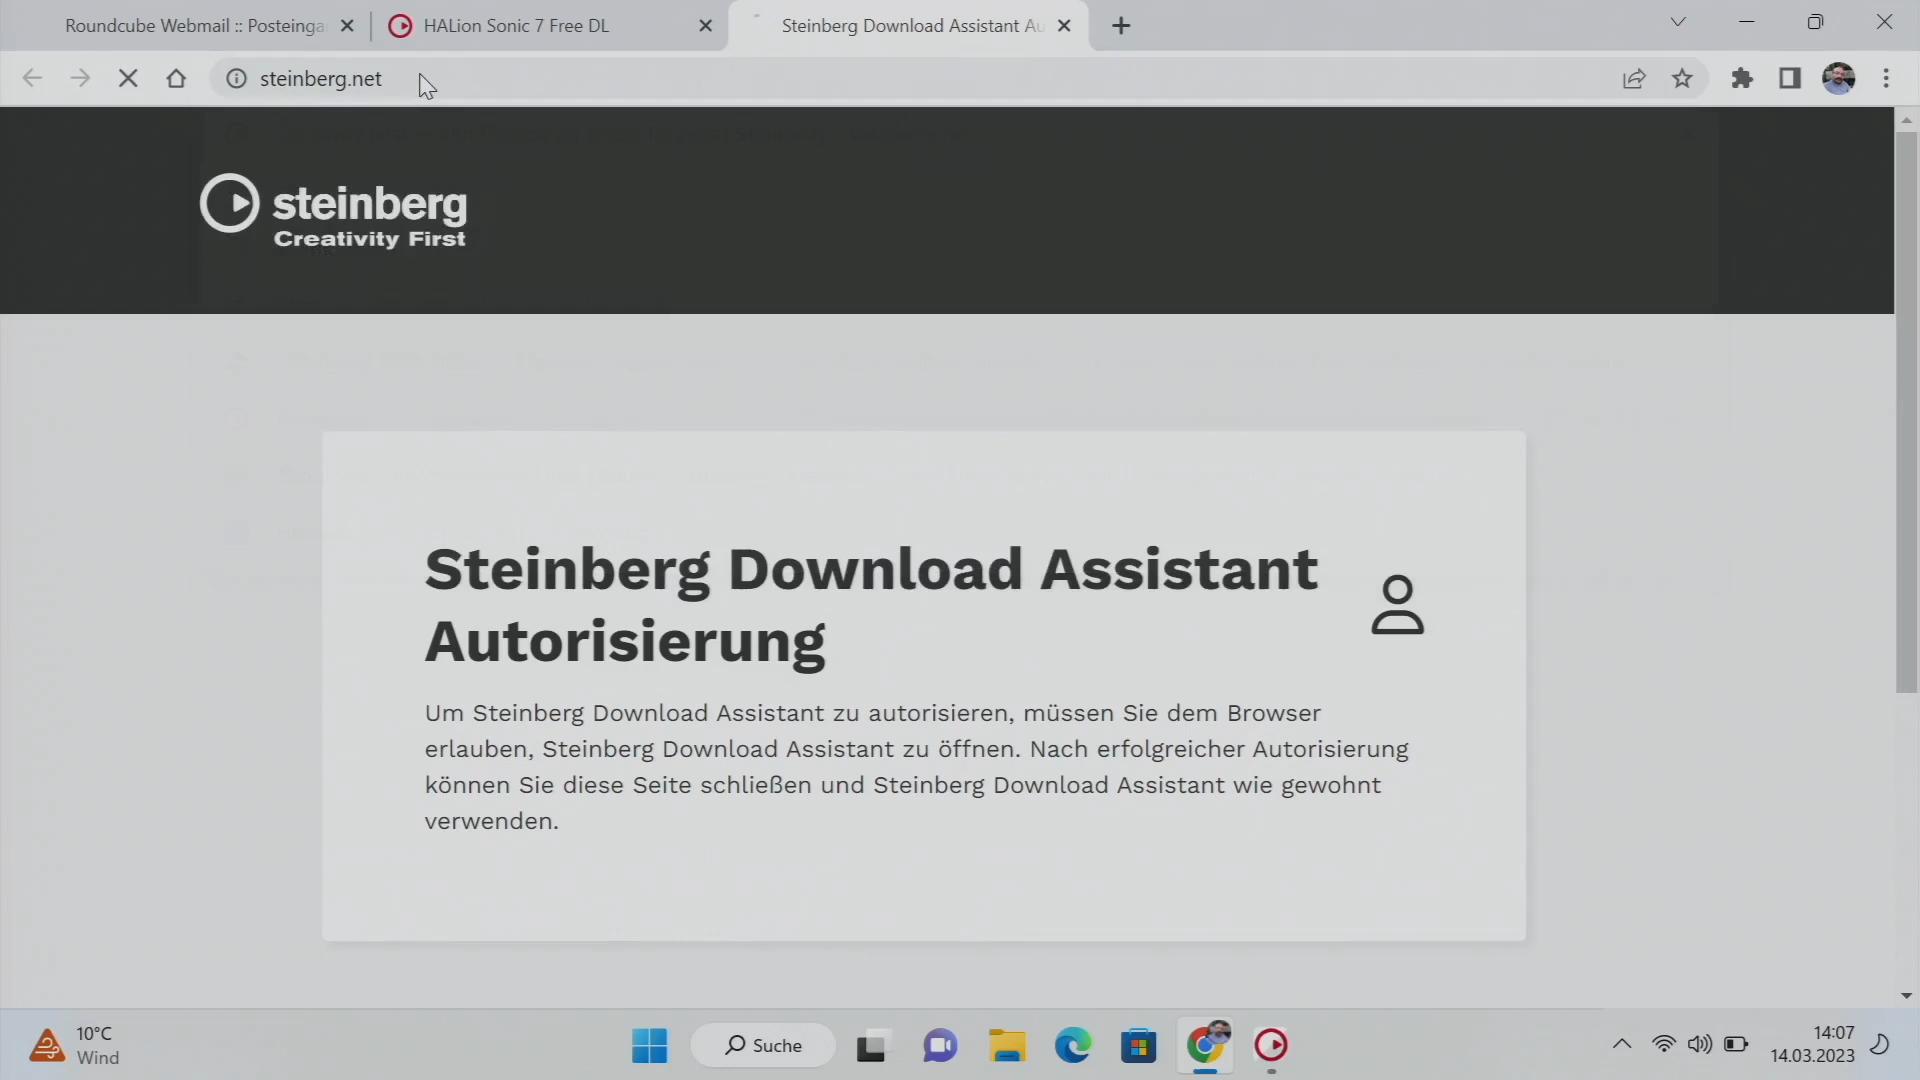 Roundcube Webmail :: Posteinga
HALion Sonic 7 Free DL
Steinberg Download Assistant Au
steinberg.net
steinberg
Creativity First
Steinberg Download Assistant
Autorisierung
Um Steinberg Download Assistant zu autorisieren, müssen Sie dem Browser
erlauben, Steinberg Download Assistant zu öffnen. Nach erfolgreicher Autorisierung
können Sie diese Seite schließen und Steinberg Download Assistant wie gewohnt
verwenden.
10°C
Wind
Suche
14:07
14.03.2023